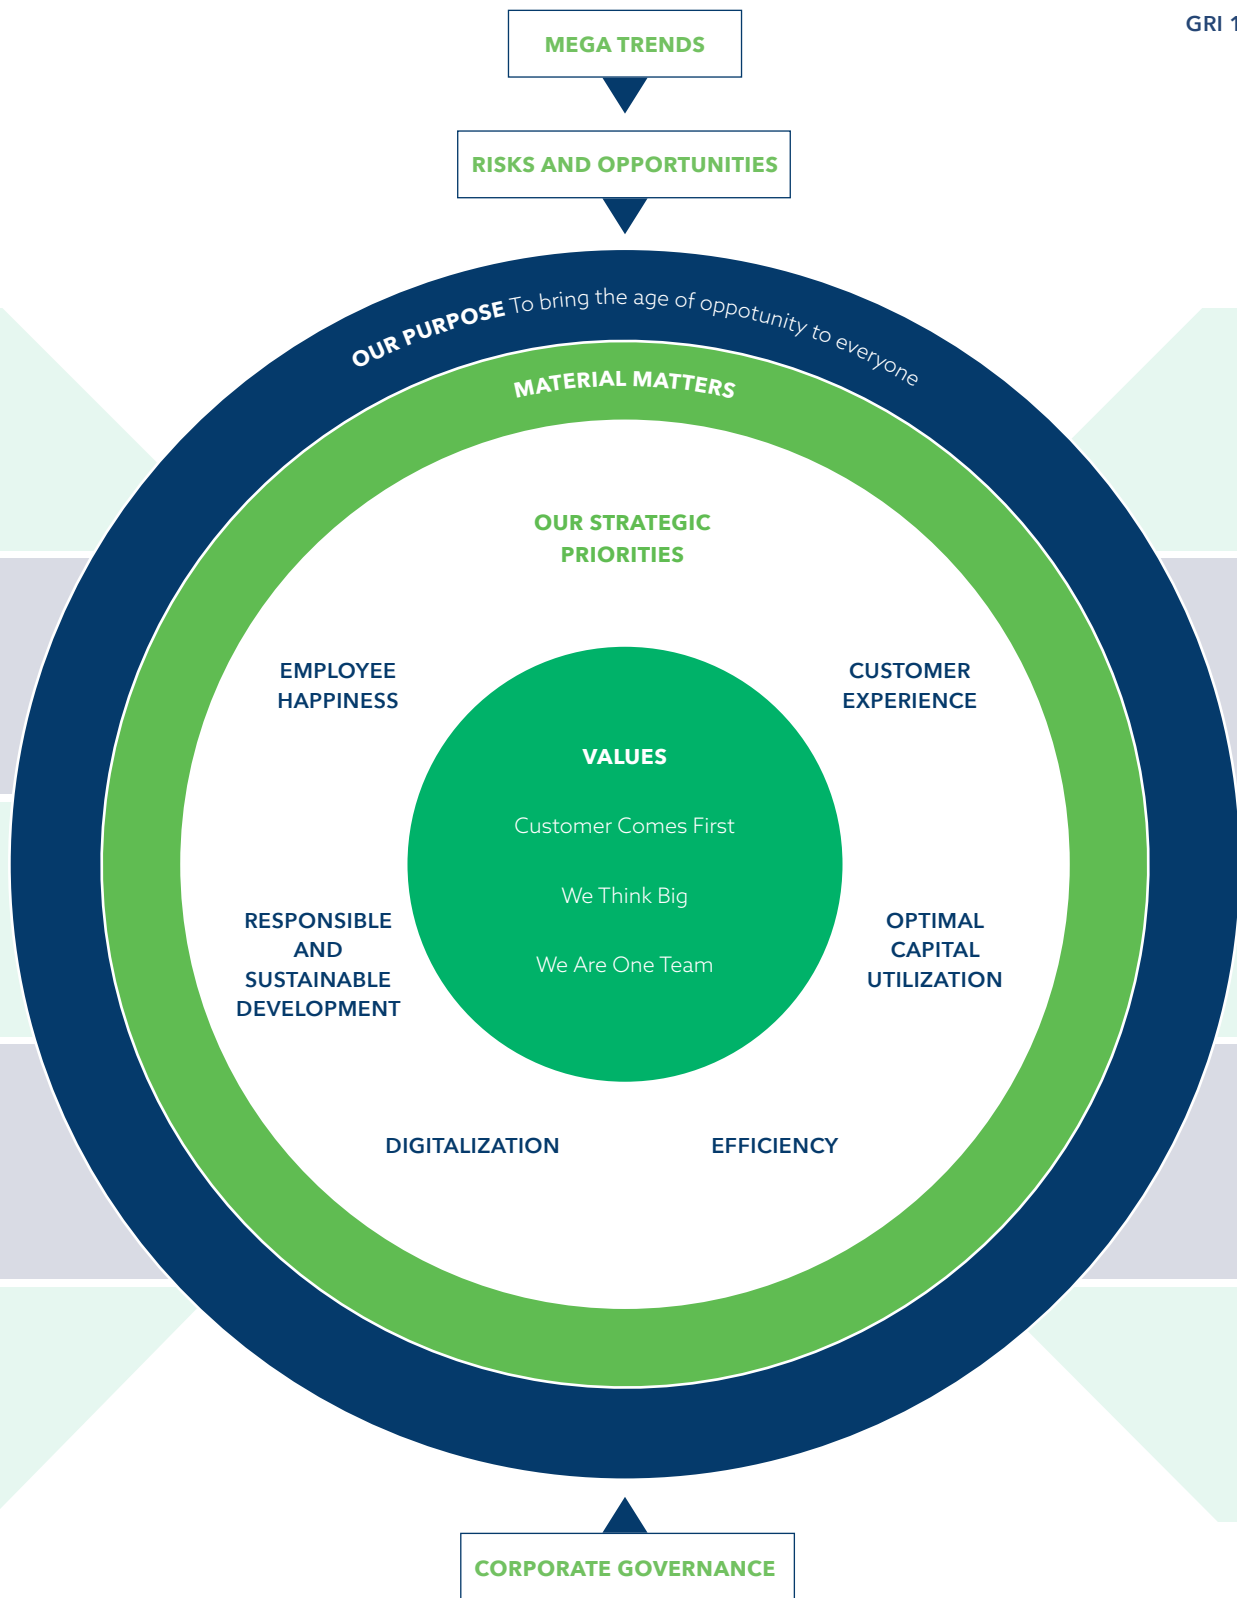 GRI 1
MEGA TRENDS
RISKS AND OPPORTUNITIES
OUR PURPOSE To bring the age of oppotunity to everyone
MATERIAL MATTERS
OUR STRATEGIC
PRIORITIES
EMPLOYEE
HAPPINESS
CUSTOMER
EXPERIENCE
VALUES
Customer Comes First
We Think Big
We Are One Team
RESPONSIBLE
AND
SUSTAINABLE
DEVELOPMENT
OPTIMAL
CAPITAL
UTILIZATION
DIGITALIZATION
EFFICIENCY
CORPORATE GOVERNANCE